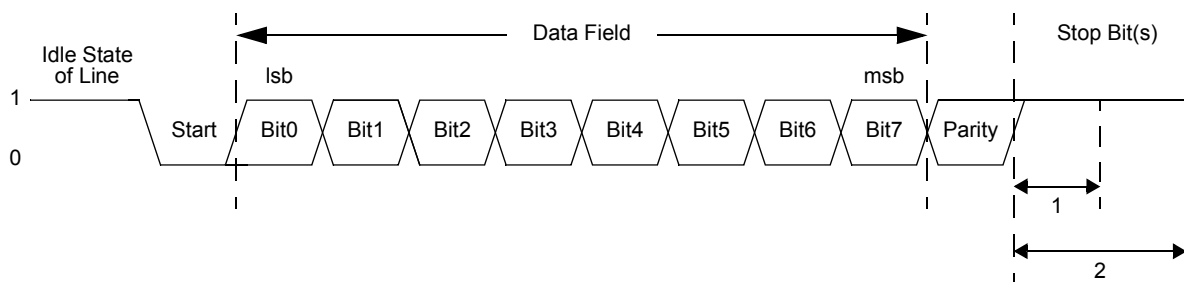 Data Field
Stop Bit(s)
Idle State
of Line
lsb
msb
1
Start
Bit0
Bit1
Bit2
Bit3
Bit4
Bit5
Bit6
Bit7
Parity
0
1
2